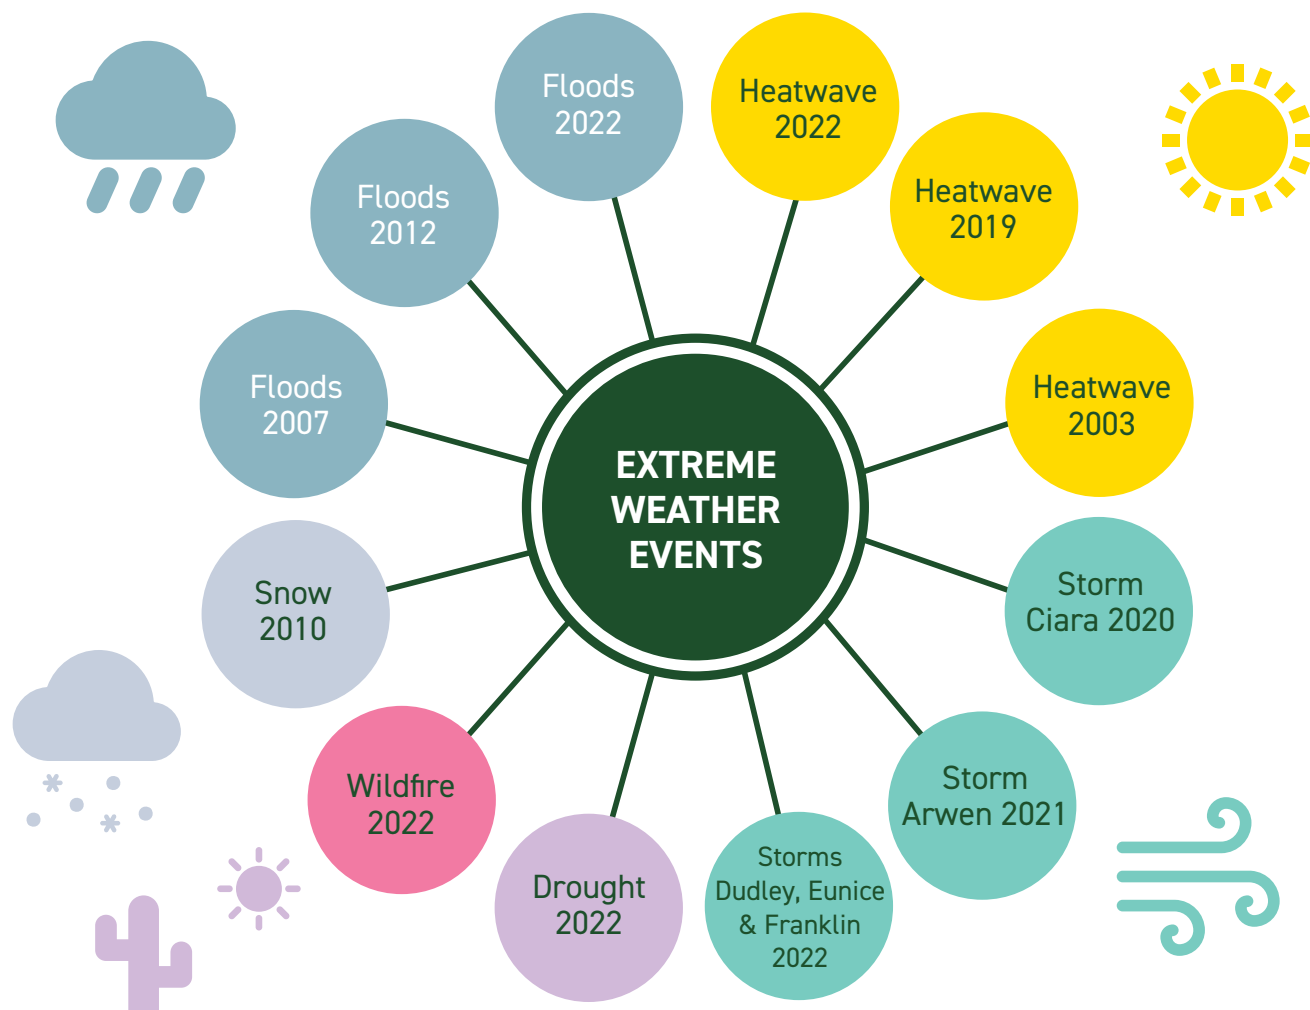 Floods
2022
Heatwave
2022
Heatwave
2019
Heatwave
2003
Storm
Ciara 2020
Storm
Arwen 2021
Storms
Dudley, Eunice
& Franklin
2022
Drought
2022
Wildfire
2022
Snow
2010
Floods
2007
Floods
2012
EXTREME
WEATHER
EVENTS